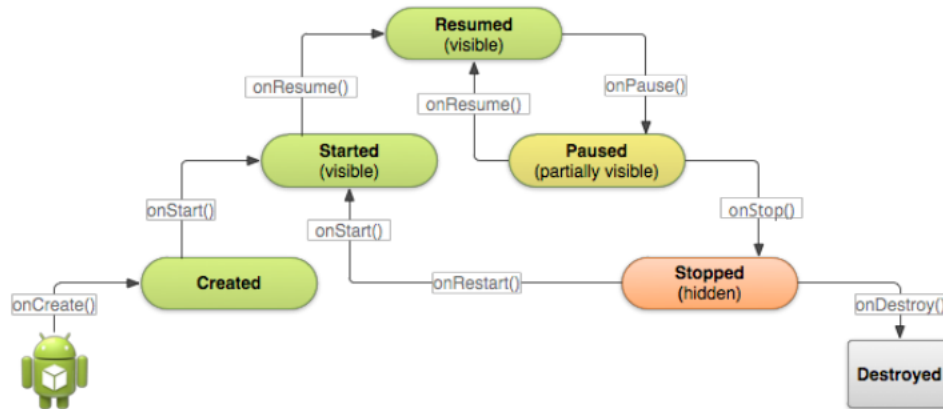 Resumed
(visible)
onResume()
onResume()
onPause()
Started
(visible)
Paused
(partially visible)
onStart()
onStart()
onStop()
Created
onRestart()
Stopped
(hidden)
onCreate()
onDestroy()
Destroyed